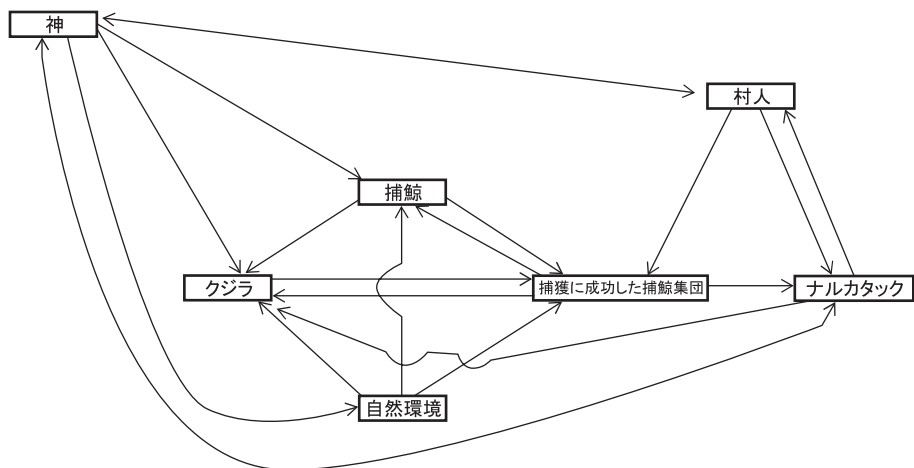 神
村人
捕鯨
クジラ
捕獲に成功した捕鯨集団
ナルカタック
自然環境